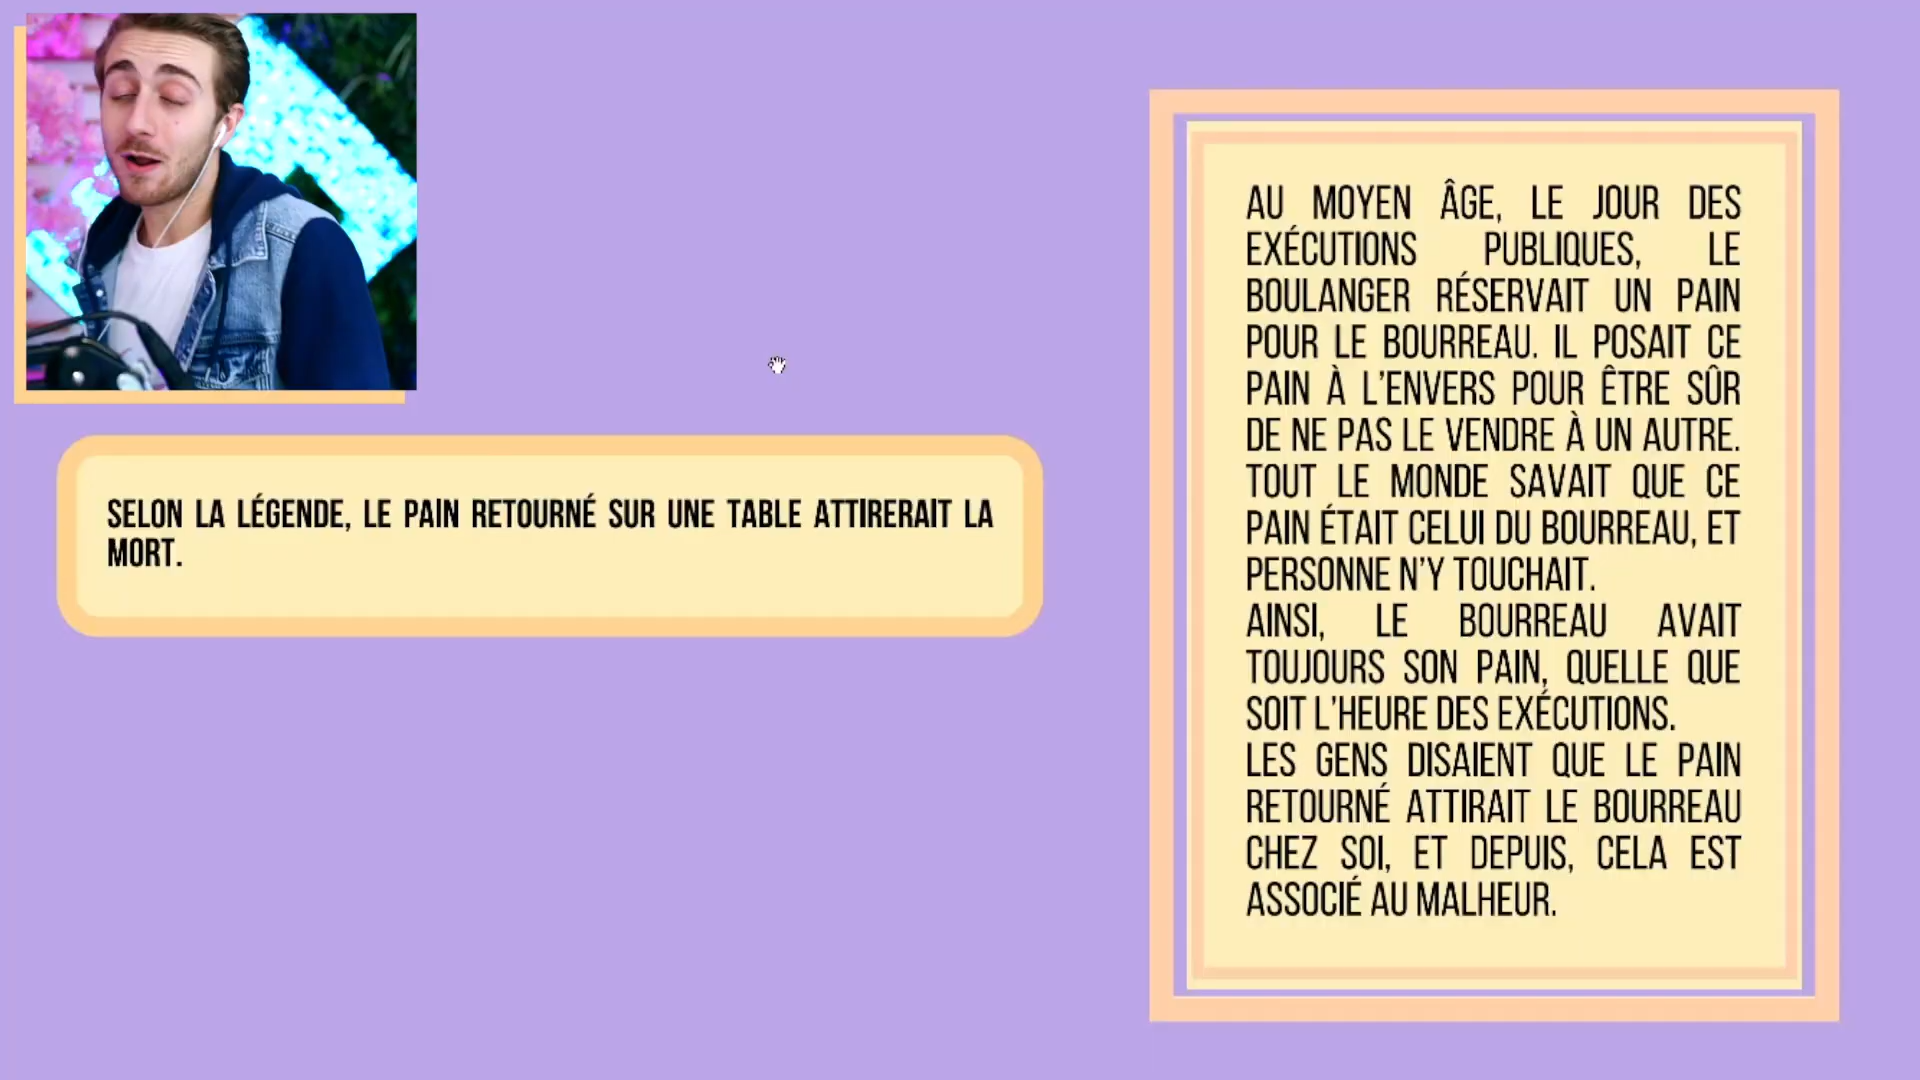 SELON LA LÉGENDE, LE PAIN RETOURNÉ SUR UNE TABLE ATTIRERAIT LA
MORT.
AU MOYEN ÂGE, LE JOUR DES
EXÉCUTIONS PUBLIQUES, LE
BOULANGER RÉSERVAIT UN PAIN
POUR LE BOURREAU. IL POSAIT CE
PAIN À L'ENVERS POUR ÊTRE SÛR
DE NE PAS LE VENDRE À UN AUTRE.
TOUT LE MONDE SAVAIT QUE CE
PAIN ÉTAIT CELUI DU BOURREAU, ET
PERSONNE N'Y TOUCHAIT.
AINSI, LE BOURREAU AVAIT
TOUJOURS SON PAIN, QUELLE QUE
SOIT L'HEURE DES EXÉCUTIONS.
LES GENS DISAIENT QUE LE PAIN
RETOURNÉ ATTIRAIT LE BOURREAU
CHEZ SOI, ET DEPUIS, CELA EST
ASSOCIÉ AU MALHEUR.